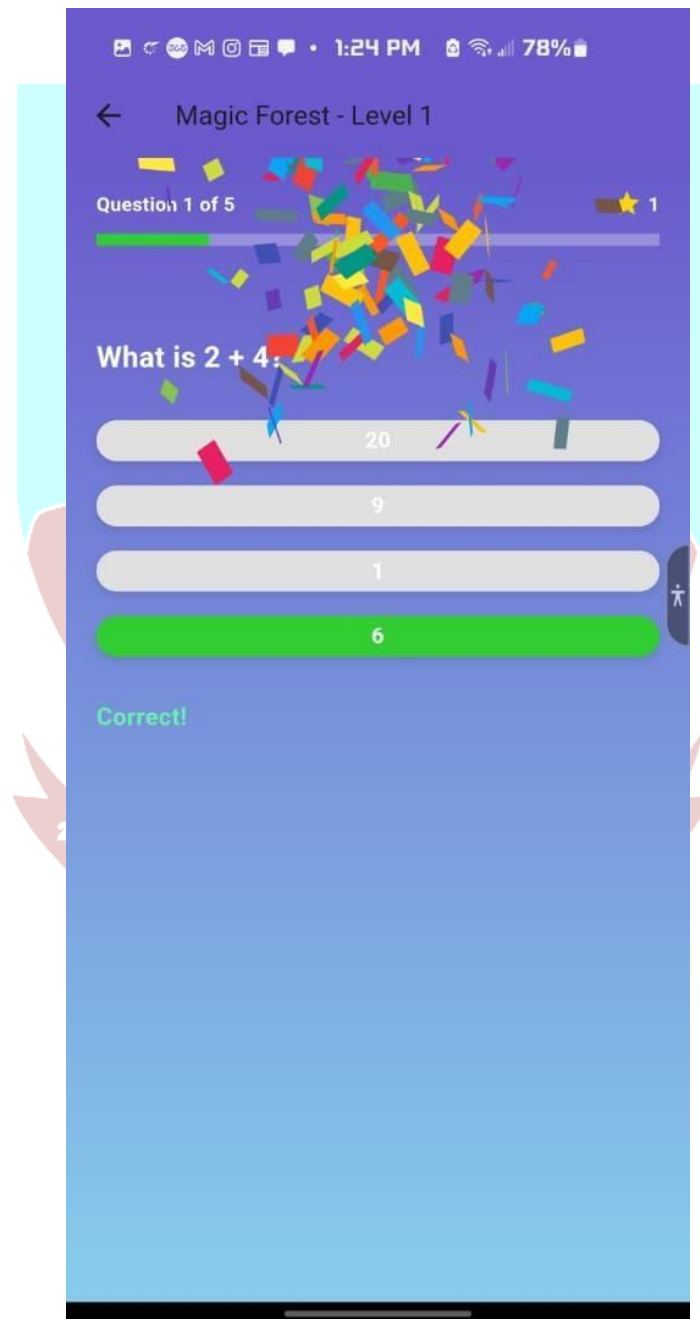 1:24 PM 78%
Magic Forest - Level 1
Question 1 of 5
1
What is 2 + 4?
20
9
1
6
Correct!